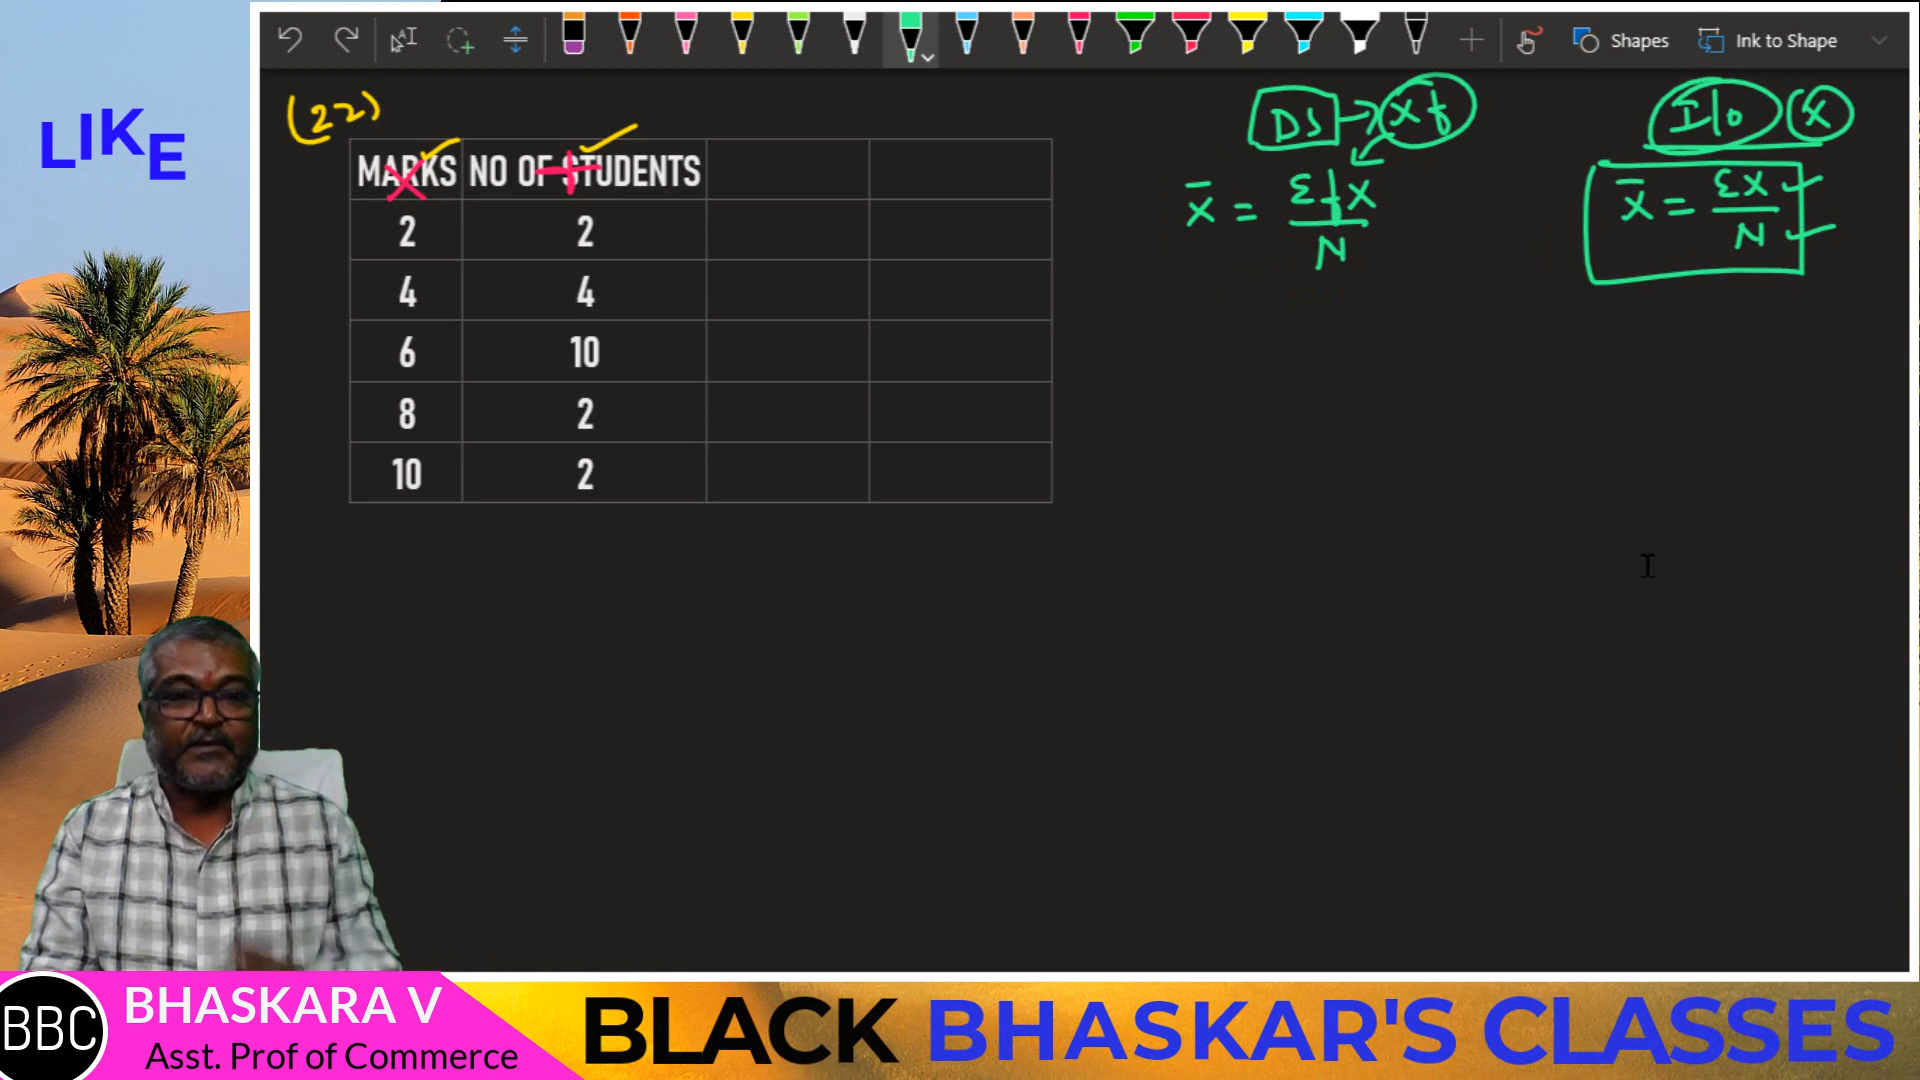 LIKE
Shapes
Ink to Shape
(22)
MARKS NO OF STUDENTS
2 2
4 4
6 10
8 2
10 2
DS → X f
x̄ = Σfx / N
I/o (x)
x̄ = Σx / N
BBC
BHASKARA V
Asst. Prof of Commerce
BLACK BHASKAR'S CLASSES